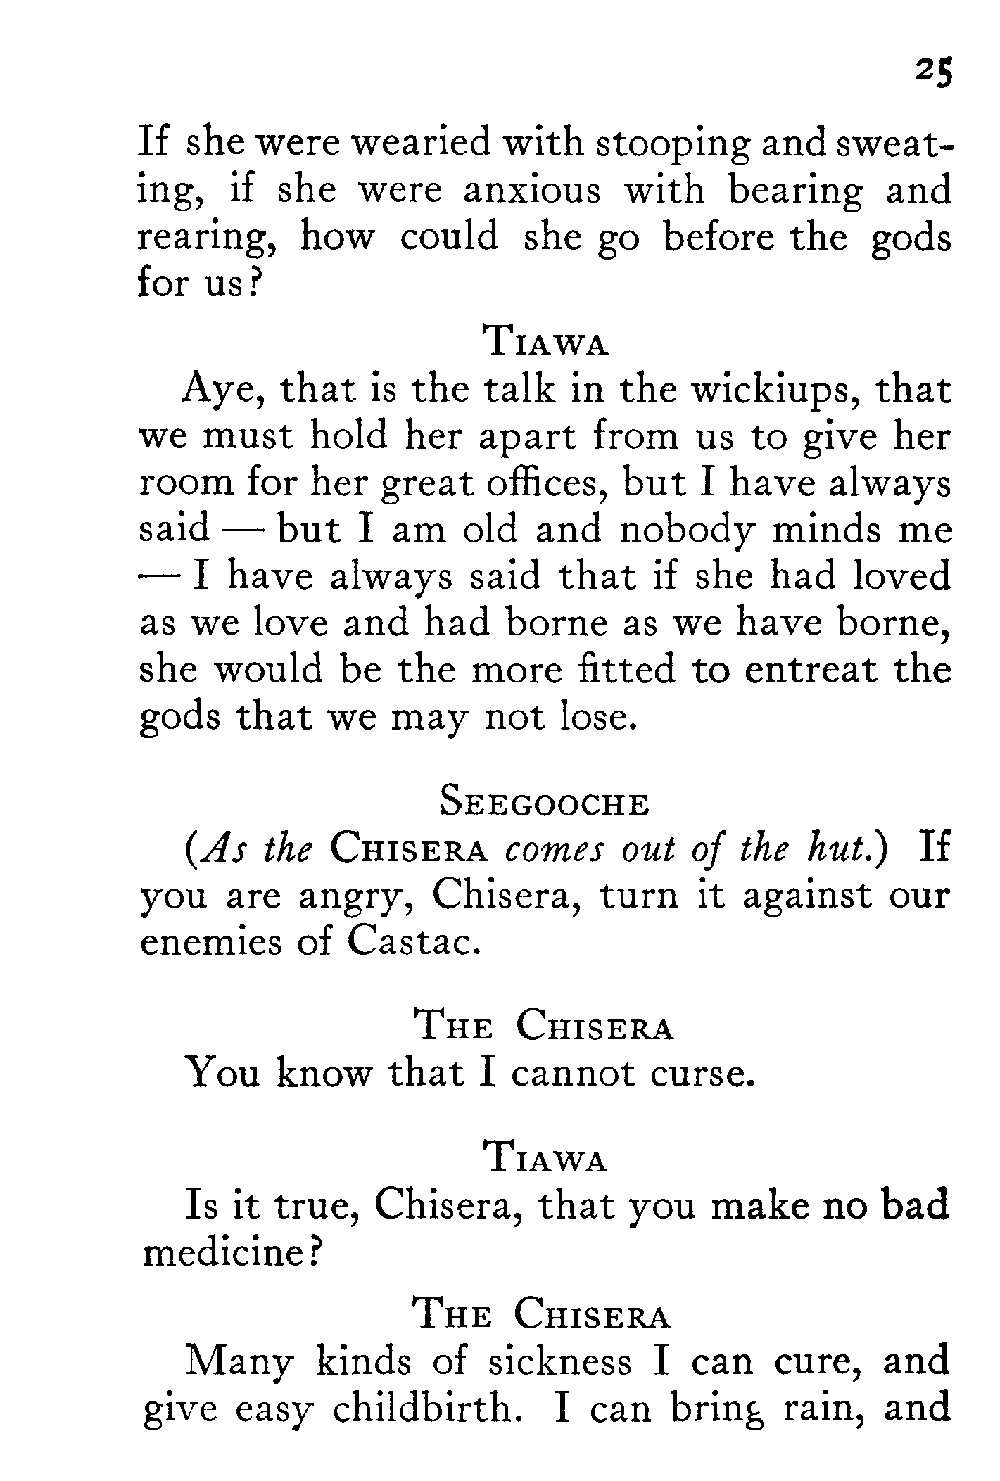 25
If she were wearied with stooping and sweat-
ing, if she were anxious with bearing and
rearing, how could she go before the gods
for us?
Tiawa
Aye, that is the talk in the wickiups, that
we must hold her apart from us to give her
room for her great offices, but I have always
said — but I am old and nobody minds me
— I have always said that if she had loved
as we love and had borne as we have borne,
she would be the more fitted to entreat the
gods that we may not lose.
Seegooche
(As the Chisera comes out of the hut.) If
you are angry, Chisera, turn it against our
enemies of Castac.
The Chisera
You know that I cannot curse.
Tiawa
Is it true, Chisera, that you make no bad
medicine?
The Chisera
Many kinds of sickness I can cure, and
give easy childbirth. I can bring rain, and